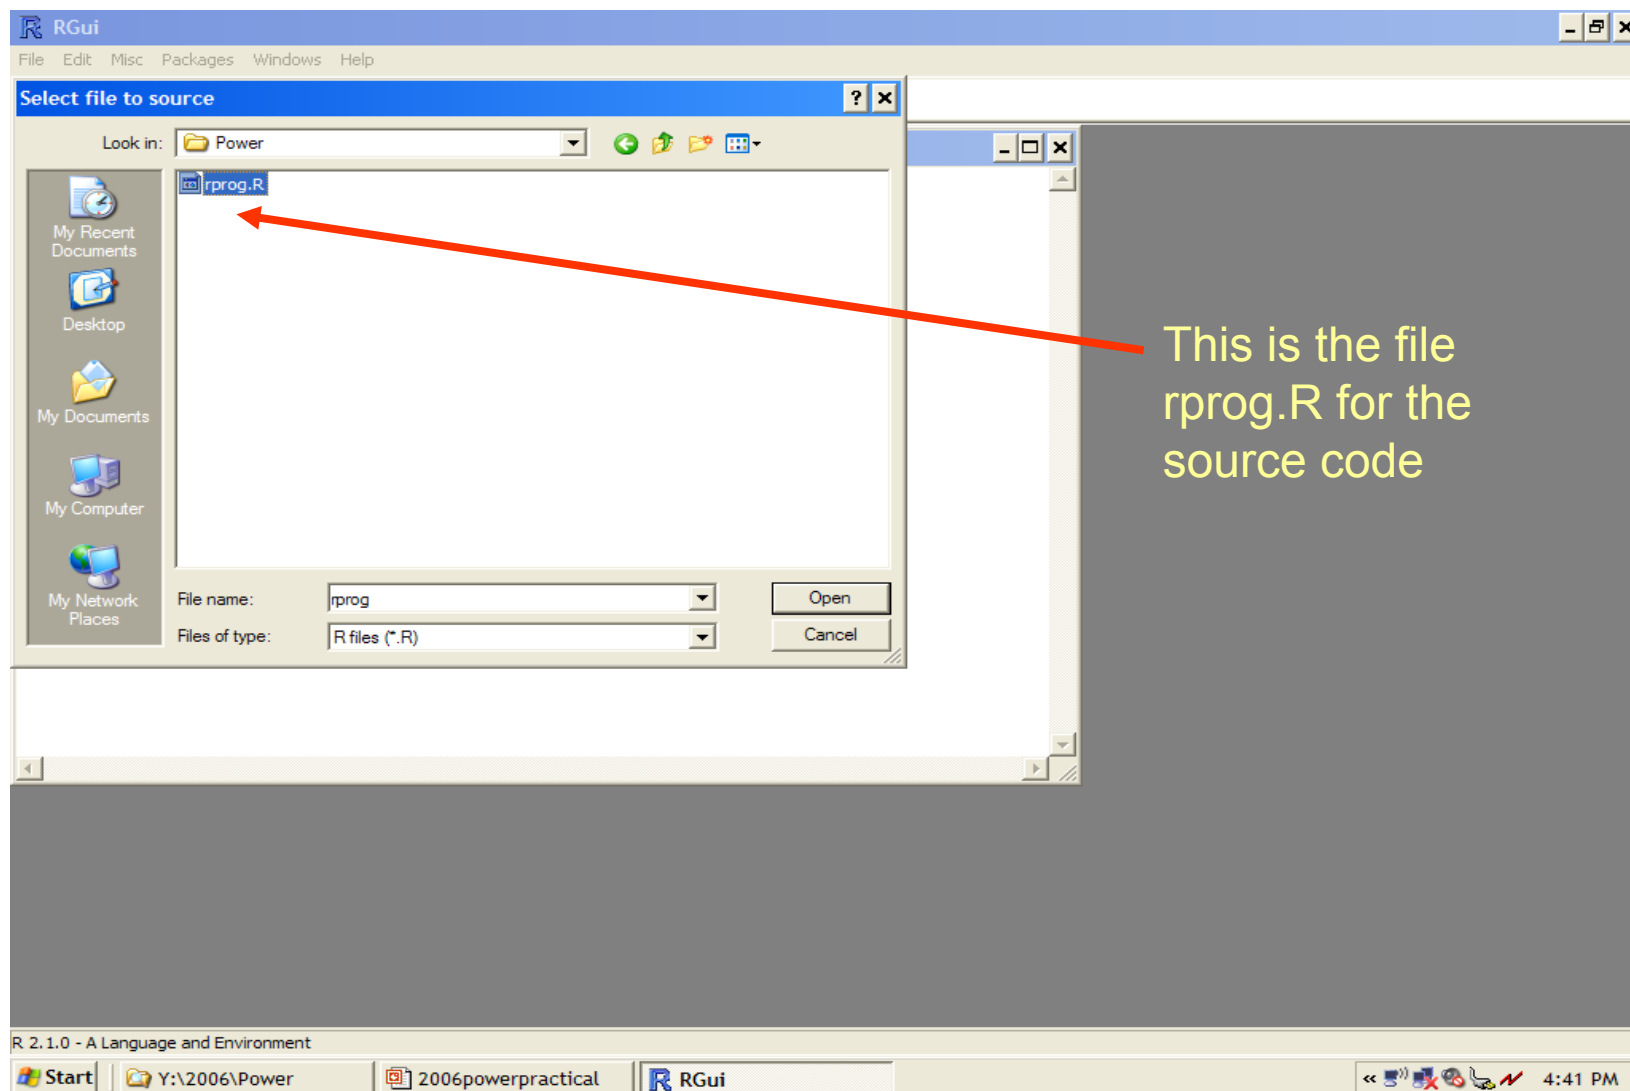 RGui
File Edit Misc Packages Windows Help
Select file to source
Look in: Power
rprog.R
My Recent
Documents
Desktop
My Documents
My Computer
My Network
Places
File name: rprog Open
Files of type: R files (*.R) Cancel
This is the file
rprog.R for the
source code
R 2.1.0 - A Language and Environment
Start Y:\2006\Power 2006powerpractical RGui 4:41 PM